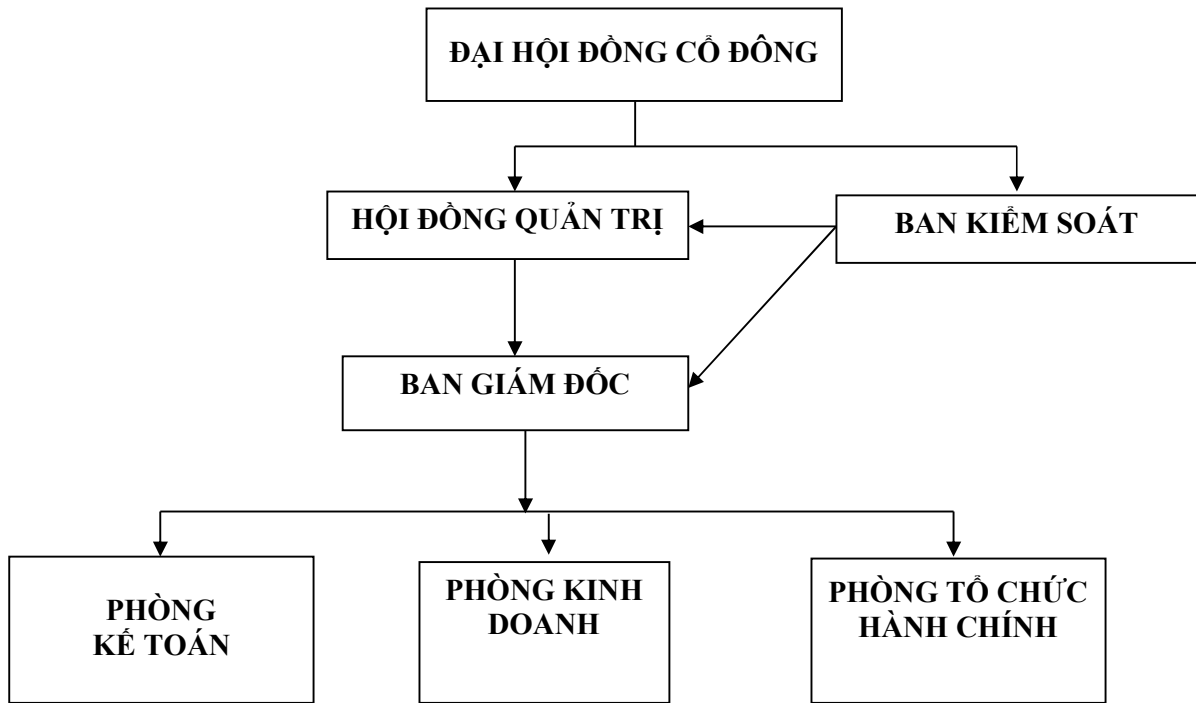 ĐẠI HỘI ĐỒNG CỔ ĐÔNG
HỘI ĐỒNG QUẢN TRỊ
BAN KIỂM SOÁT
BAN GIÁM ĐỐC
PHÒNG
KẾ TOÁN
PHÒNG KINH
DOANH
PHÒNG TỔ CHỨC
HÀNH CHÍNH